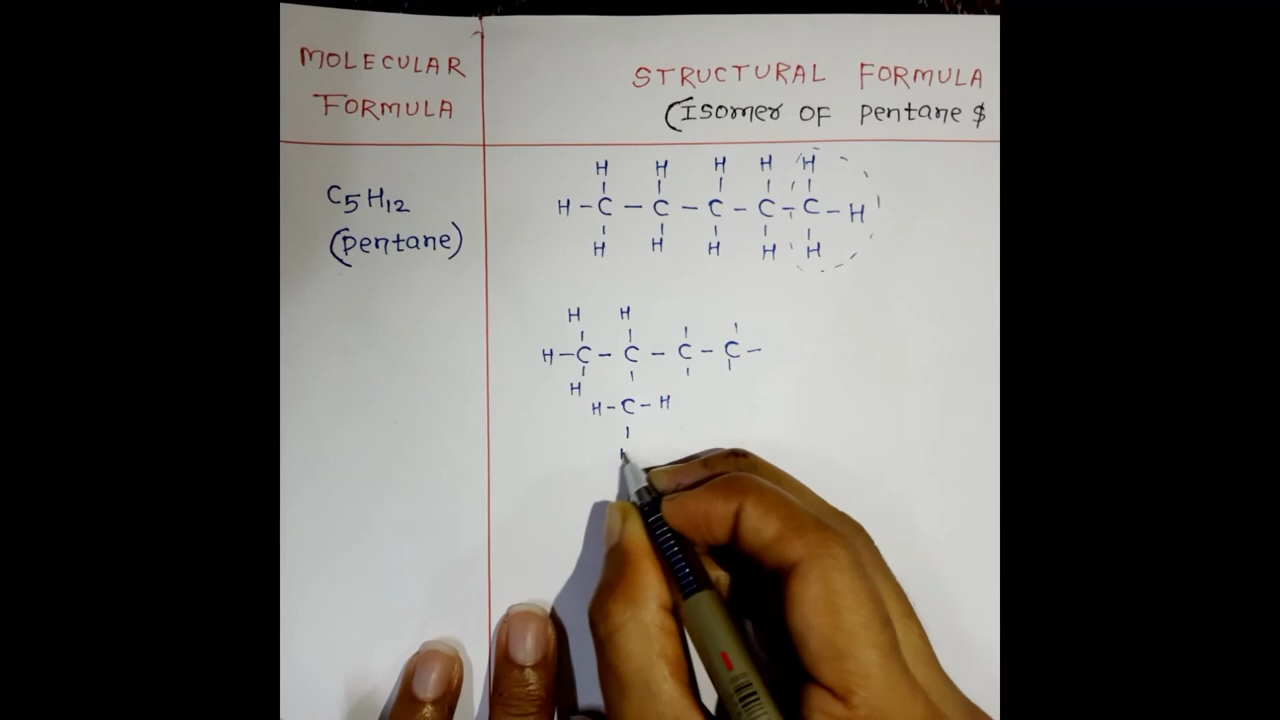 MOLECULAR
FORMULA
STRUCTURAL FORMULA
(Isomer OF Pentane $
C5H12
(Pentane)
H H H H H
H - C - C - C - C - C - H
H H H H H
H H
H - C - C - C - C -
H
H - C - H